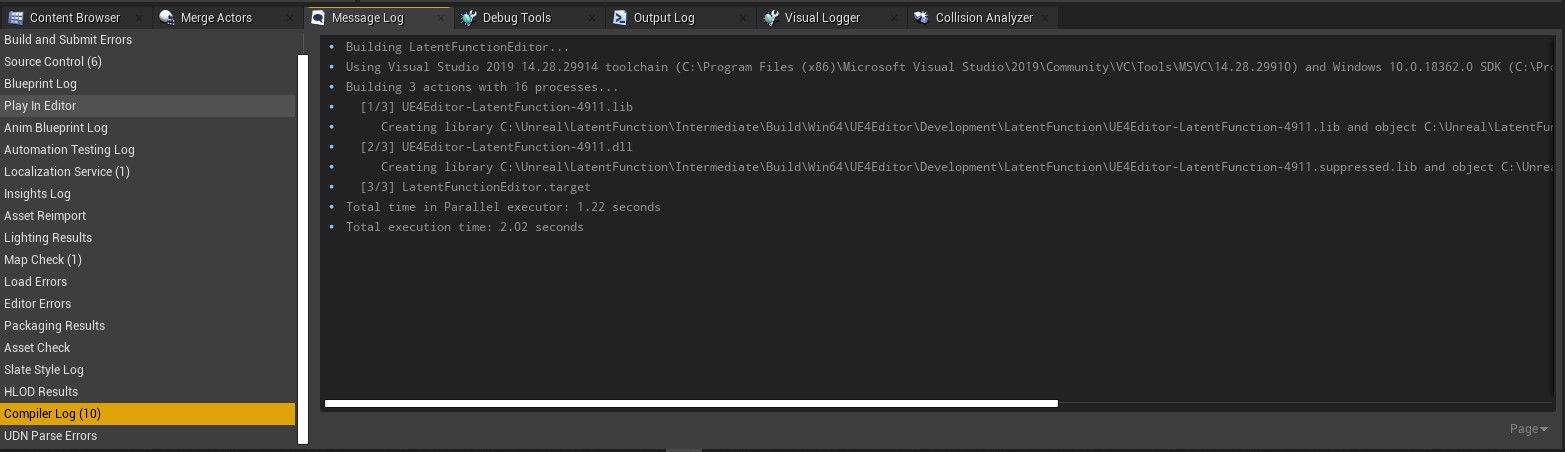 Content Browser
Merge Actors
Message Log
Debug Tools
Output Log
Visual Logger
Collision Analyzer
Build and Submit Errors
Source Control (6)
Blueprint Log
Play In Editor
Anim Blueprint Log
Automation Testing Log
Localization Service (1)
Insights Log
Asset Reimport
Lighting Results
Map Check (1)
Load Errors
Editor Errors
Packaging Results
Asset Check
Slate Style Log
HLOD Results
Compiler Log (10)
UDN Parse Errors
Building LatentFunctionEditor...
Using Visual Studio 2019 14.28.29914 toolchain (C:\Program Files (x86)\Microsoft Visual Studio\2019\Community\VC\Tools\MSVC\14.28.29910) and Windows 10.0.18362.0 SDK (C:\Pro
Building 3 actions with 16 processes...
[1/3] UE4Editor-LatentFunction-4911.lib
Creating library C:\Unreal\LatentFunction\Intermediate\Build\Win64\UE4Editor\Development\LatentFunction\UE4Editor-LatentFunction-4911.lib and object C:\Unreal\LatentFun
[2/3] UE4Editor-LatentFunction-4911.dll
Creating library C:\Unreal\LatentFunction\Intermediate\Build\Win64\UE4Editor\Development\LatentFunction\UE4Editor-LatentFunction-4911.suppressed.lib and object C:\Unrea
[3/3] LatentFunctionEditor.target
Total time in Parallel executor: 1.22 seconds
Total execution time: 2.02 seconds
Page